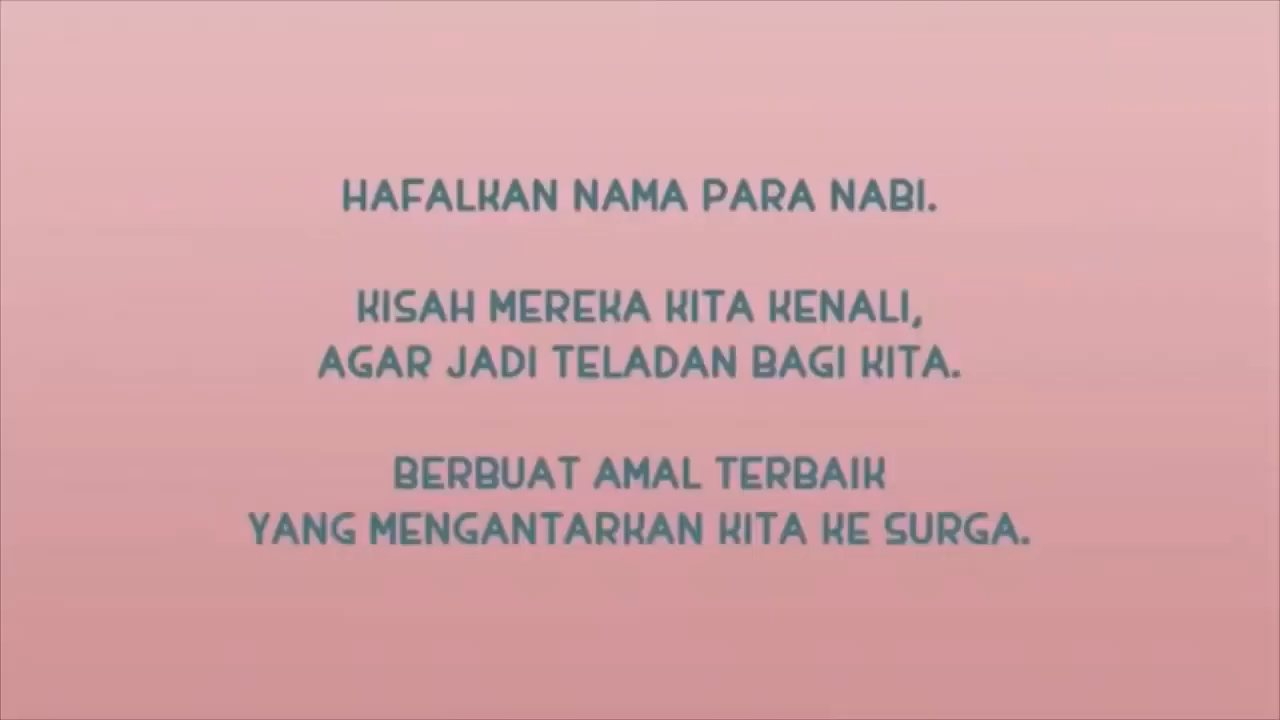 HAFALKAN NAMA PARA NABI.
KISAH MEREKA KITA KENALI,
AGAR JADI TELADAN BAGI KITA.
BERBUAT AMAL TERBAIK
YANG MENGANTARKAN KITA KE SURGA.